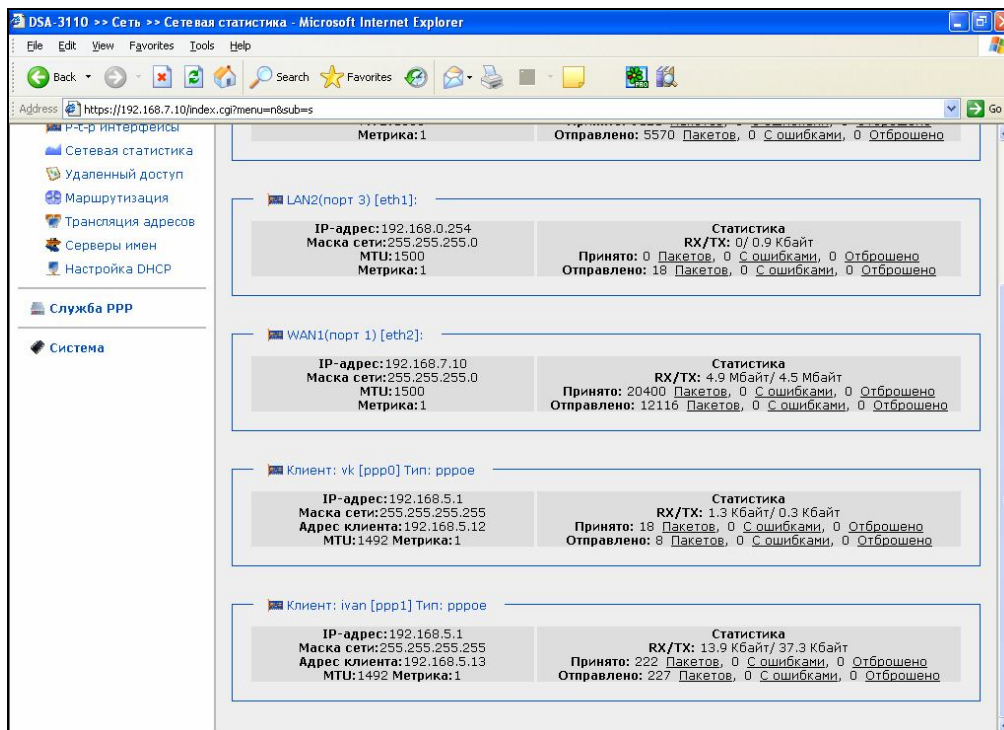 DSA-3110 >> Сеть >> Сетевая статистика - Microsoft Internet Explorer
File Edit View Favorites Tools Help
Back Search Favorites
Address https://192.168.7.10/index.cgi?menu=n&sub=s Go
P-t-p интерфейсы
Сетевая статистика
Удаленный доступ
Маршрутизация
Трансляция адресов
Серверы имен
Настройка DHCP
Служба PPP
Система
Метрика:1
Отправлено: 5570 Пакетов, 0 С ошибками, 0 Отброшено
LAN2(порт 3) [eth1]:
IP-адрес:192.168.0.254
Маска сети:255.255.255.0
MTU:1500
Метрика:1
Статистика
RX/TX: 0/ 0.9 Кбайт
Принято: 0 Пакетов, 0 С ошибками, 0 Отброшено
Отправлено: 18 Пакетов, 0 С ошибками, 0 Отброшено
WAN1(порт 1) [eth2]:
IP-адрес:192.168.7.10
Маска сети:255.255.255.0
MTU:1500
Метрика:1
Статистика
RX/TX: 4.9 Мбайт/ 4.5 Мбайт
Принято: 20400 Пакетов, 0 С ошибками, 0 Отброшено
Отправлено: 12116 Пакетов, 0 С ошибками, 0 Отброшено
Клиент: vk [ppp0] Тип: pppoe
IP-адрес:192.168.5.1
Маска сети:255.255.255.255
Адрес клиента:192.168.5.12
MTU:1492 Метрика:1
Статистика
RX/TX: 1.3 Кбайт/ 0.3 Кбайт
Принято: 18 Пакетов, 0 С ошибками, 0 Отброшено
Отправлено: 8 Пакетов, 0 С ошибками, 0 Отброшено
Клиент: ivan [ppp1] Тип: pppoe
IP-адрес:192.168.5.1
Маска сети:255.255.255.255
Адрес клиента:192.168.5.13
MTU:1492 Метрика:1
Статистика
RX/TX: 13.9 Кбайт/ 37.3 Кбайт
Принято: 222 Пакетов, 0 С ошибками, 0 Отброшено
Отправлено: 227 Пакетов, 0 С ошибками, 0 Отброшено